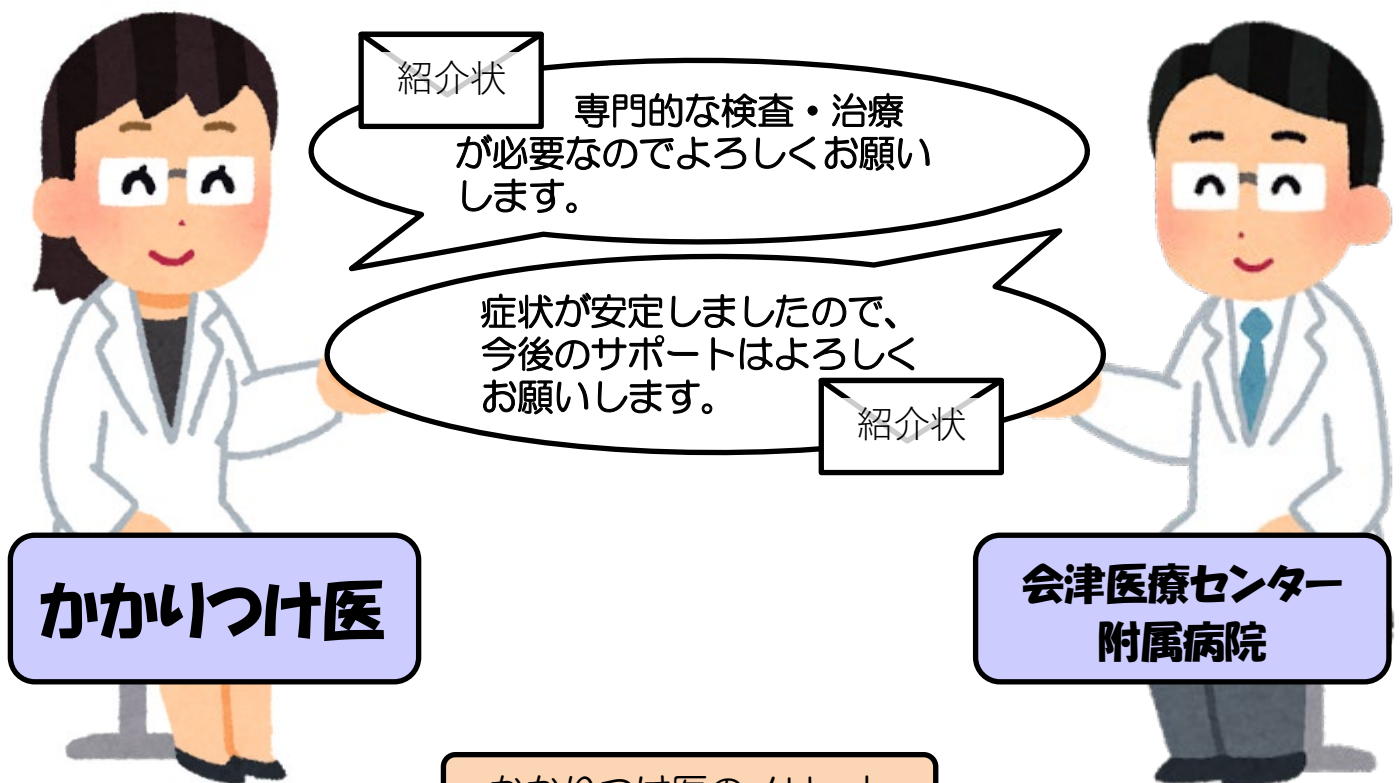 紹介状
専門的な検査・治療
が必要なのでよろしくお願い
します。
症状が安定しましたので、
今後のサポートはよろしく
お願いします。
紹介状
かかりつけ医
会津医療センター
附属病院